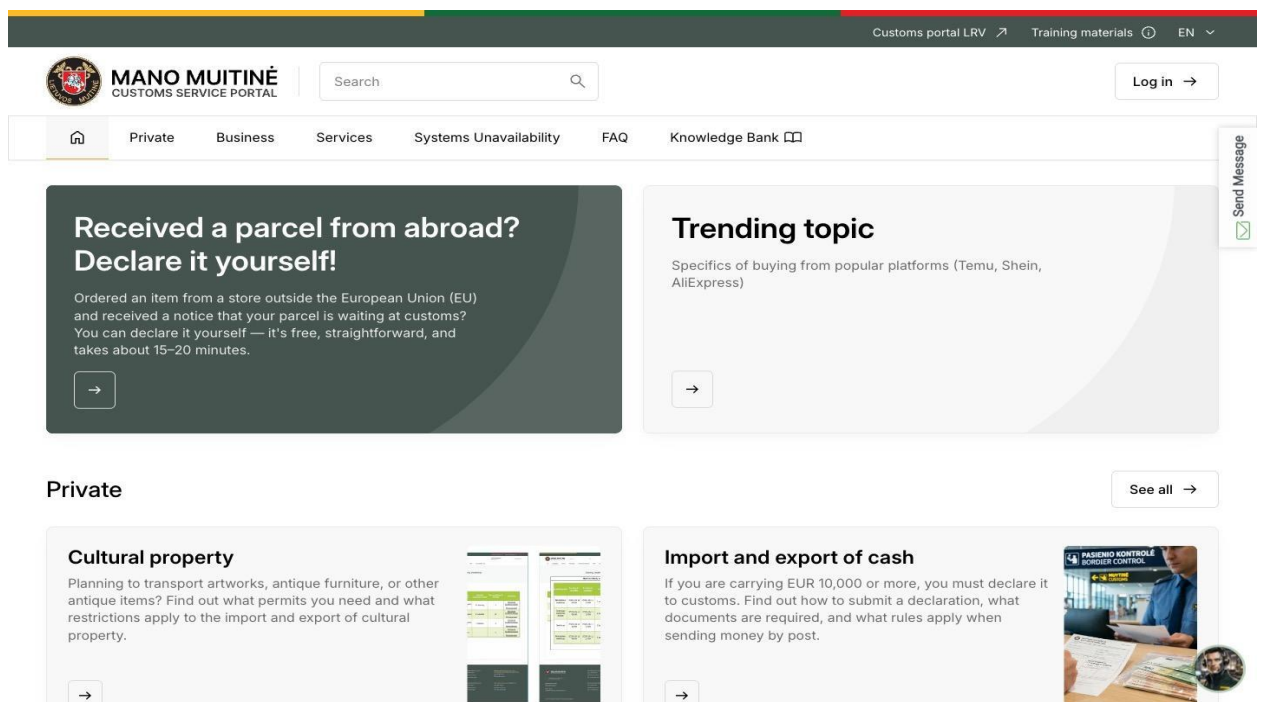 Customs portal LRV
Training materials
EN
MANO MUITINĖ
CUSTOMS SERVICE PORTAL
Search
Log in
Private
Business
Services
Systems Unavailability
FAQ
Knowledge Bank
Send Message
Received a parcel from abroad?
Declare it yourself!
Ordered an item from a store outside the European Union (EU)
and received a notice that your parcel is waiting at customs?
You can declare it yourself — it's free, straightforward, and
takes about 15–20 minutes.
Trending topic
Specifics of buying from popular platforms (Temu, Shein,
AliExpress)
Private
See all
Cultural property
Planning to transport artworks, antique furniture, or other
antique items? Find out what permits you need and what
restrictions apply to the import and export of cultural
property.
Import and export of cash
If you are carrying EUR 10,000 or more, you must declare it
to customs. Find out how to submit a declaration, what
documents are required, and what rules apply when
sending money by post.
PASIENIO KONTROLĖ
BORDER CONTROL
MUITINĖ